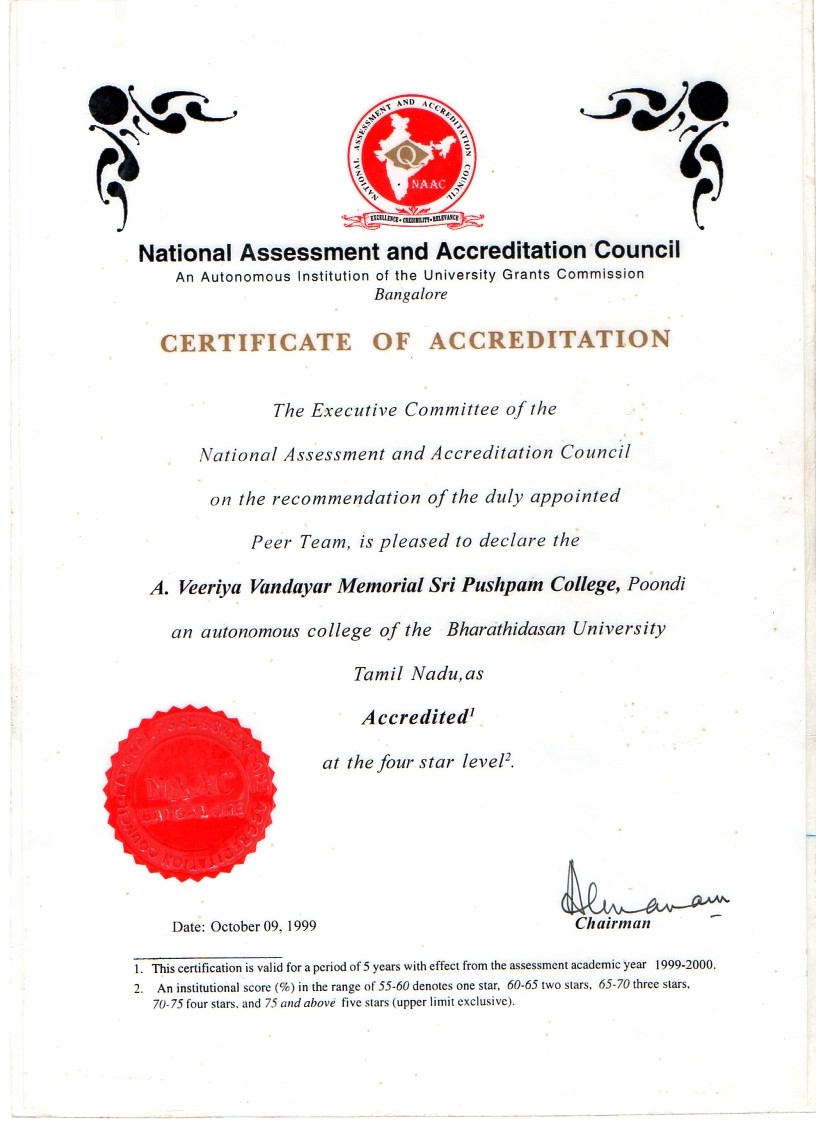 NATIONAL ASSESSMENT AND ACCREDITATION COUNCIL
Q
NAAC
EXCELLENCE • CREDIBILITY • RELEVANCE
National Assessment and Accreditation Council
An Autonomous Institution of the University Grants Commission
Bangalore
CERTIFICATE OF ACCREDITATION
The Executive Committee of the
National Assessment and Accreditation Council
on the recommendation of the duly appointed
Peer Team, is pleased to declare the
A. Veeriya Vandayar Memorial Sri Pushpam College, Poondi
an autonomous college of the Bharathidasan University
Tamil Nadu,as
Accredited¹
at the four star level².
NAAC
BANGALORE
Date: October 09, 1999
Chairman
1. This certification is valid for a period of 5 years with effect from the assessment academic year 1999-2000.
2. An institutional score (%) in the range of 55-60 denotes one star, 60-65 two stars, 65-70 three stars,
70-75 four stars. and 75 and above five stars (upper limit exclusive).